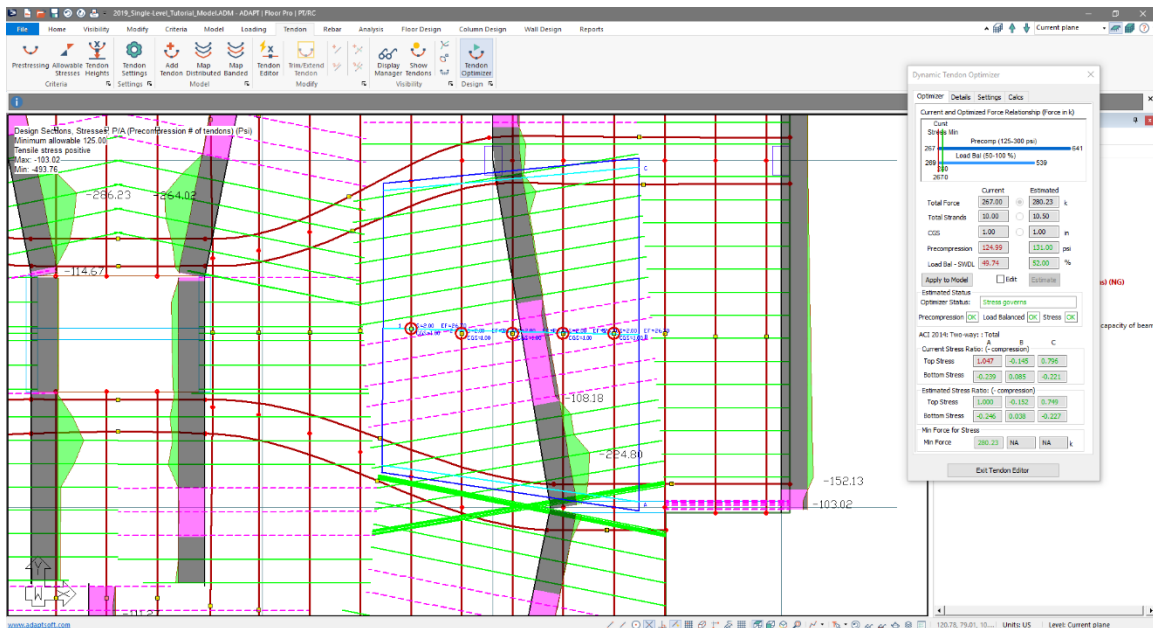 2019_Single-Level_Tutorial_Model.ADM - ADAPT | Floor Pro | PT/RC
File Home Visibility Modify Criteria Model Loading Tendon Rebar Analysis Floor Design Column Design Wall Design Reports
Current plane
Prestressing Allowable Stresses Tendon Heights
Tendon Settings
Add Tendon Map Distributed Map Banded
Tendon Editor Trim/Extend Tendon
Display Manager Show Tendons
Tendon Optimizer
Criteria Settings Model Modify Visibility Design
Design Sections, Stresses, P/A (Precompression # of tendons) (Psi)
Minimum allowable 125.00
Tensile stress positive
Max: -103.02
Min: -493.76
-286.23
-264.02
-114.67
-108.18
-224.80
-152.13
-103.02
C
A
Dynamic Tendon Optimizer
Optimizer Details Settings Calcs
Current and Optimized Force Relationship (Force in k)
Stress Min
Precomp (125-300 psi)
267 641
Load Bal (50-100 %)
269 539
280
2670
Current Estimated
Total Force 267.00 280.23 k
Total Strands 10.00 10.50
CGS 1.00 1.00 in
Precompression 124.99 131.00 psi
Load Bal - SWDL 49.74 52.00 %
Apply to Model Edit Estimate
Estimated Status
Optimizer Status: Stress governs
Precompression OK Load Balanced OK Stress OK
ACI 2014: Two-way: : Total
A B C
Current Stress Ratio: (- compression)
Top Stress 1.047 -0.145 0.796
Bottom Stress -0.239 0.085 -0.221
Estimated Stress Ratio: (- compression)
Top Stress 1.000 -0.152 0.749
Bottom Stress -0.246 0.038 -0.227
Min Force for Stress
Min Force 280.23 NA NA k
Exit Tendon Editor
s) (NG)
capacity of beam
www.adaptsoft.com
120.78, 79.01, 10... Units: US Level: Current plane